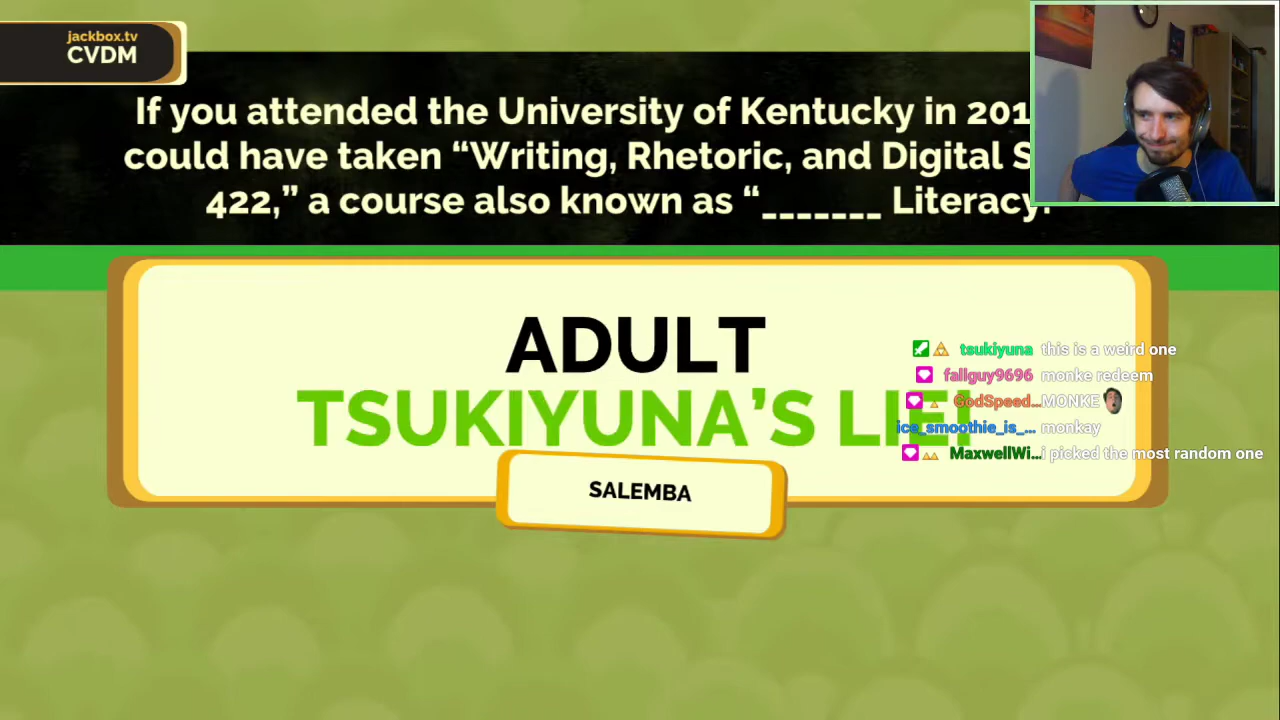 jackbox.tv
CVDM
If you attended the University of Kentucky in 201
could have taken “Writing, Rhetoric, and Digital S
422,” a course also known as “_______ Literacy.
ADULT
TSUKIYUNA’S LIE!
SALEMBA
tsukiyuna this is a weird one
fallguy9696 monke redeem
GodSpeed... MONKE
ice_smoothie_is_... monkay
MaxwellWi... i picked the most random one